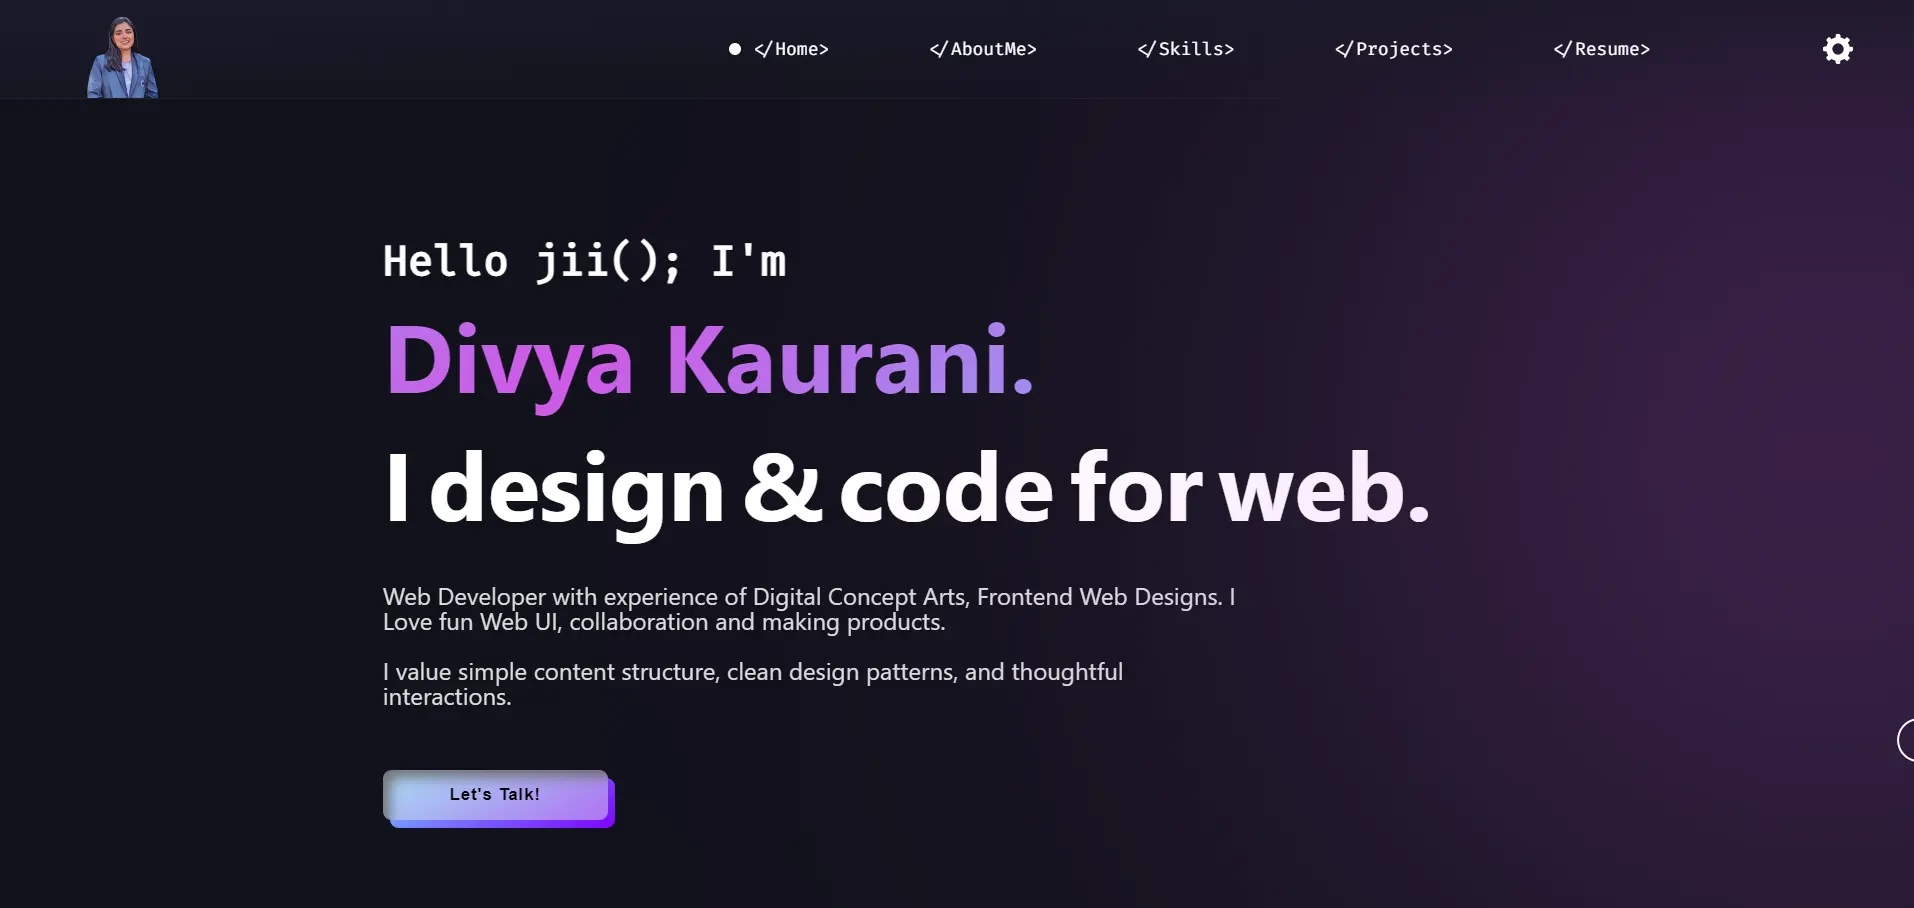 </Home>
</AboutMe>
</Skills>
</Projects>
</Resume>
Hello jii(); I'm
Divya Kaurani.
I design & code for web.
Web Developer with experience of Digital Concept Arts, Frontend Web Designs. I
Love fun Web UI, collaboration and making products.
I value simple content structure, clean design patterns, and thoughtful
interactions.
Let's Talk!